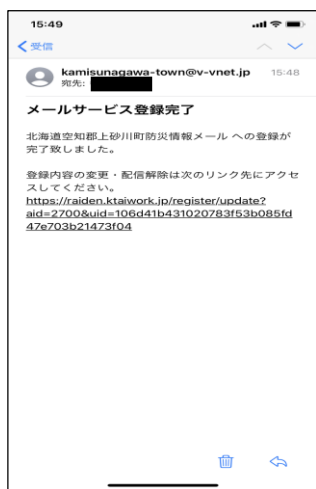 15:49
受信
kamisunagawa-town@v-vnet.jp 15:48
宛先:
メールサービス登録完了
北海道空知郡上砂川町防災情報メール への登録が
完了致しました。
登録内容の変更・配信解除は次のリンク先にアクセ
スしてください。
https://raiden.ktaiwork.jp/register/update?
aid=2700&uid=106d41b431020783f53b085fd
47e703b21473f04